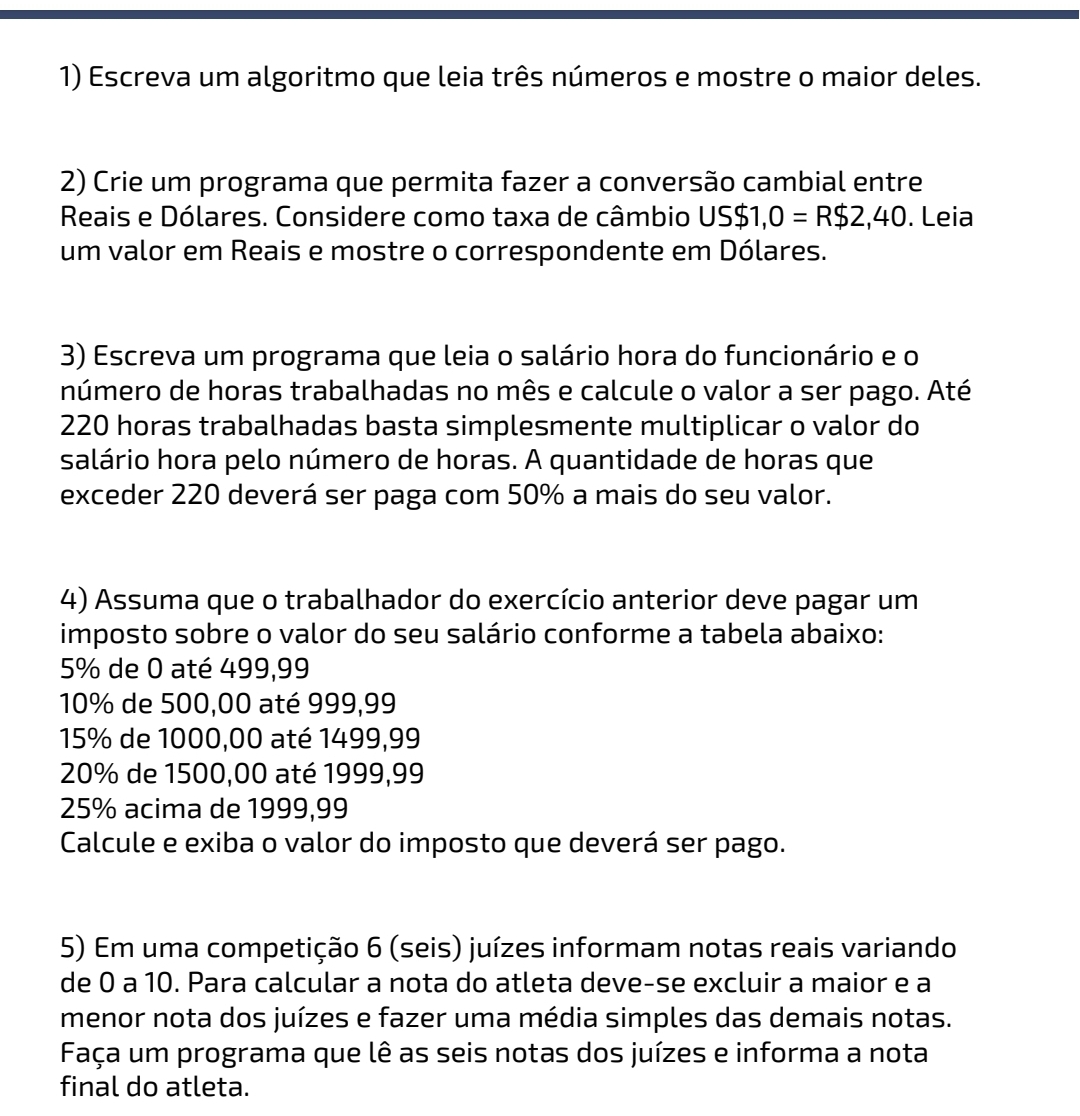 1) Escreva um algoritmo que leia três números e mostre o maior deles.
2) Crie um programa que permita fazer a conversão cambial entre
Reais e Dólares. Considere como taxa de câmbio US$1,0 = R$2,40. Leia
um valor em Reais e mostre o correspondente em Dólares.
3) Escreva um programa que leia o salário hora do funcionário e o
número de horas trabalhadas no mês e calcule o valor a ser pago. Até
220 horas trabalhadas basta simplesmente multiplicar o valor do
salário hora pelo número de horas. A quantidade de horas que
exceder 220 deverá ser paga com 50% a mais do seu valor.
4) Assuma que o trabalhador do exercício anterior deve pagar um
imposto sobre o valor do seu salário conforme a tabela abaixo:
5% de 0 até 499,99
10% de 500,00 até 999,99
15% de 1000,00 até 1499,99
20% de 1500,00 até 1999,99
25% acima de 1999,99
Calcule e exiba o valor do imposto que deverá ser pago.
5) Em uma competição 6 (seis) juízes informam notas reais variando
de 0 a 10. Para calcular a nota do atleta deve-se excluir a maior e a
menor nota dos juízes e fazer uma média simples das demais notas.
Faça um programa que lê as seis notas dos juízes e informa a nota
final do atleta.